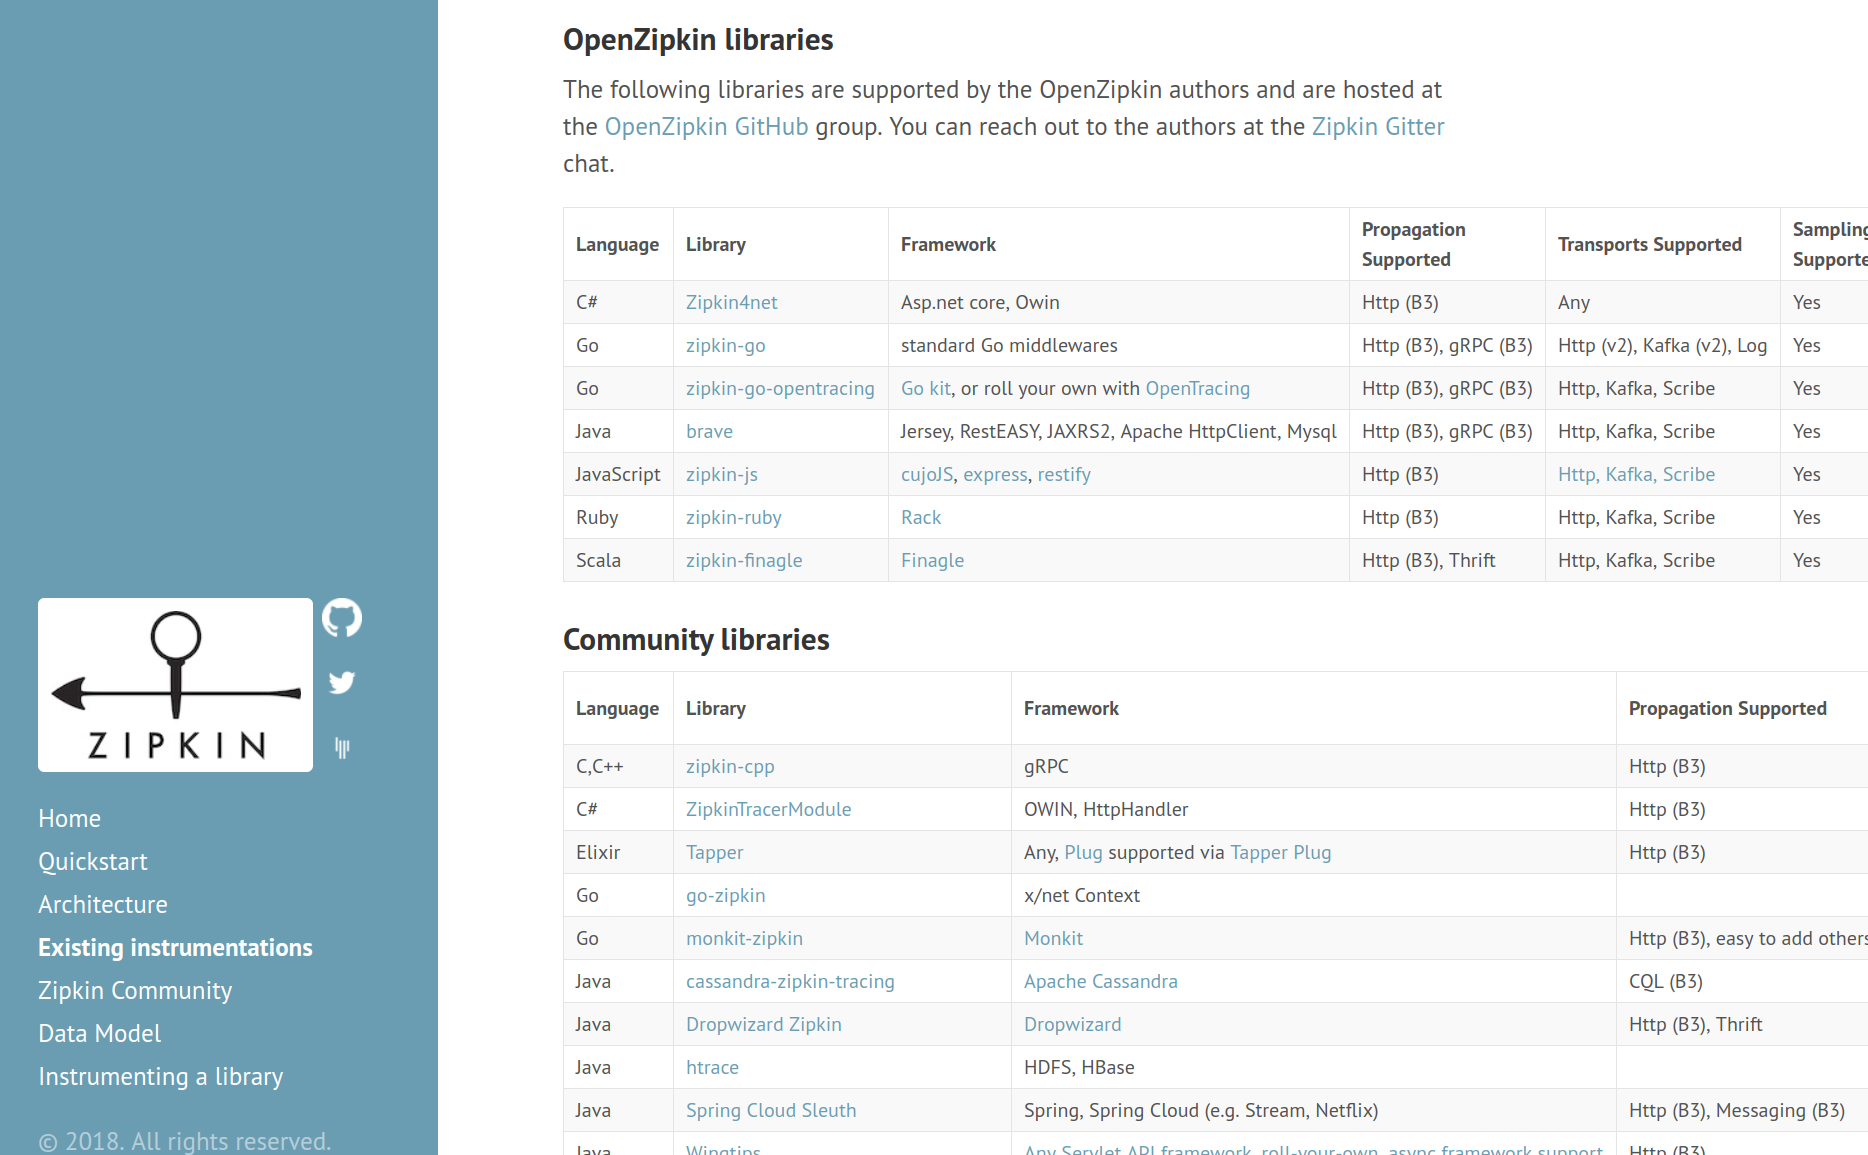 OpenZipkin libraries
The following libraries are supported by the OpenZipkin authors and are hosted at
the OpenZipkin GitHub group. You can reach out to the authors at the Zipkin Gitter
chat.
Language Library Framework Propagation Supported Transports Supported Sampling Supporte
C# Zipkin4net Asp.net core, Owin Http (B3) Any Yes
Go zipkin-go standard Go middlewares Http (B3), gRPC (B3) Http (v2), Kafka (v2), Log Yes
Go zipkin-go-opentracing Go kit, or roll your own with OpenTracing Http (B3), gRPC (B3) Http, Kafka, Scribe Yes
Java brave Jersey, RestEASY, JAXRS2, Apache HttpClient, Mysql Http (B3), gRPC (B3) Http, Kafka, Scribe Yes
JavaScript zipkin-js cujoJS, express, restify Http (B3) Http, Kafka, Scribe Yes
Ruby zipkin-ruby Rack Http (B3) Http, Kafka, Scribe Yes
Scala zipkin-finagle Finagle Http (B3), Thrift Http, Kafka, Scribe Yes
Community libraries
Language Library Framework Propagation Supported
C,C++ zipkin-cpp gRPC Http (B3)
C# ZipkinTracerModule OWIN, HttpHandler Http (B3)
Elixir Tapper Any, Plug supported via Tapper Plug Http (B3)
Go go-zipkin x/net Context
Go monkit-zipkin Monkit Http (B3), easy to add others
Java cassandra-zipkin-tracing Apache Cassandra CQL (B3)
Java Dropwizard Zipkin Dropwizard Http (B3), Thrift
Java htrace HDFS, HBase
Java Spring Cloud Sleuth Spring, Spring Cloud (e.g. Stream, Netflix) Http (B3), Messaging (B3)
Java Wingtips Any Servlet API framework, roll-your-own, async framework support Http (B3)
ZIPKIN
Home
Quickstart
Architecture
Existing instrumentations
Zipkin Community
Data Model
Instrumenting a library
© 2018. All rights reserved.